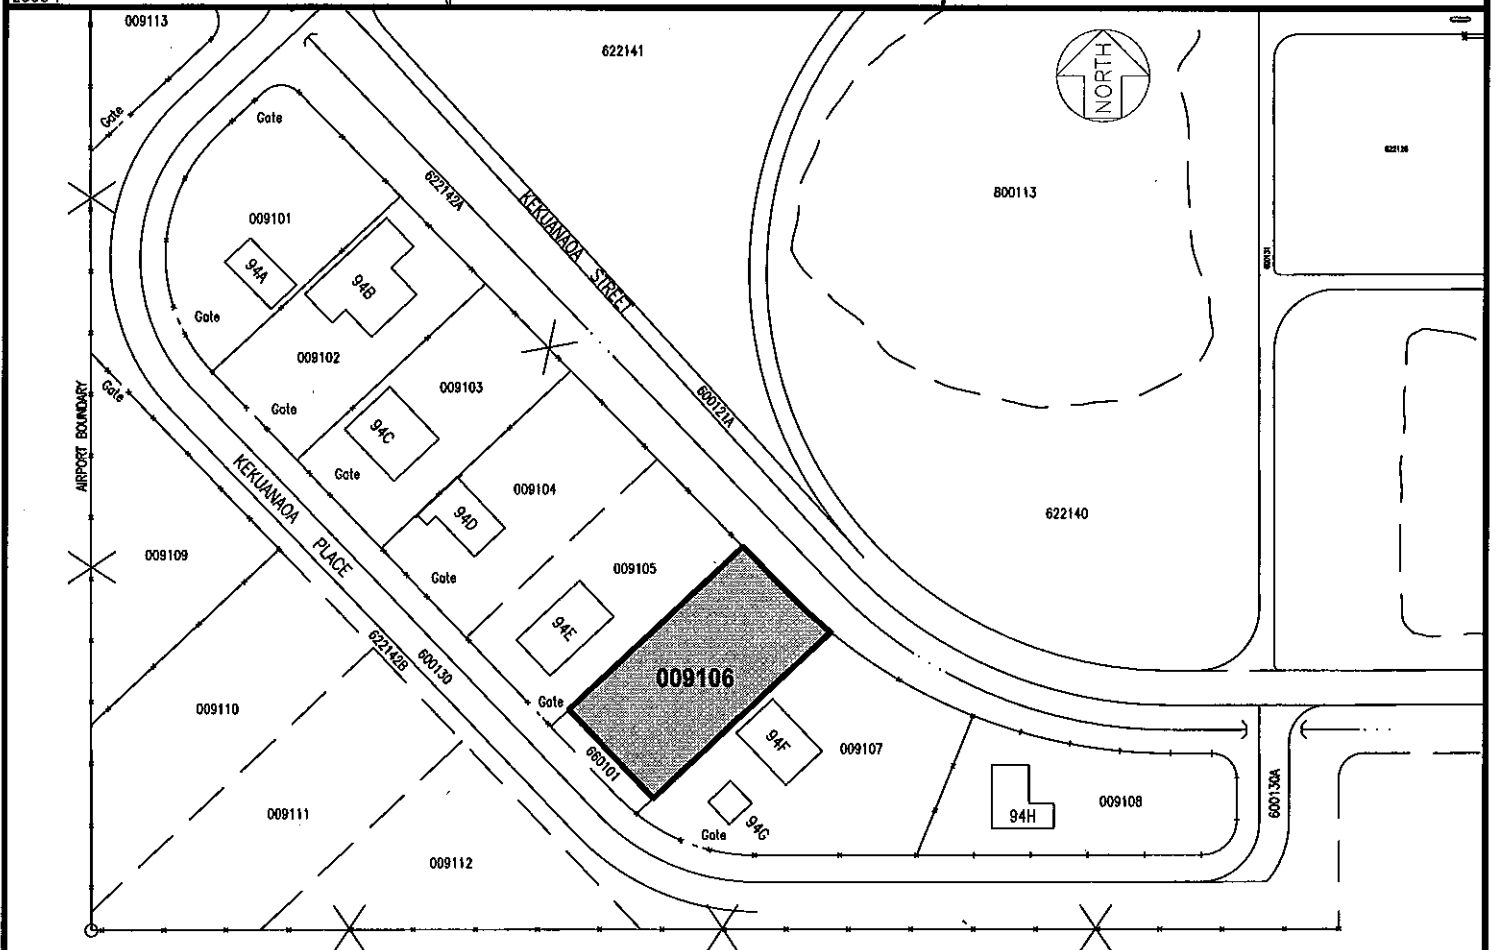 009113
622141
NORTH
Gate
Gate
622126
622142A
800113
KEKUANAOA STREET
009101
94A
94B
600131
Gate
009102
009103
AIRPORT BOUNDARY
Gate
Gate
600121A
94C
KEKUANAOA PLACE
Gate
009104
622140
94D
009109
009105
Gate
94E
622142B
600130
009106
Gate
009110
660101
94F
009107
600130A
009108
94G
94H
009111
Gate
009112